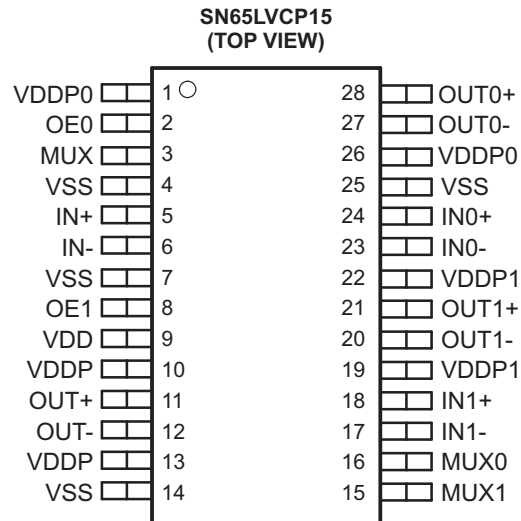 SN65LVCP15
(TOP VIEW)
VDDP0 1 28 OUT0+
OE0 2 27 OUT0-
MUX 3 26 VDDP0
VSS 4 25 VSS
IN+ 5 24 IN0+
IN- 6 23 IN0-
VSS 7 22 VDDP1
OE1 8 21 OUT1+
VDD 9 20 OUT1-
VDDP 10 19 VDDP1
OUT+ 11 18 IN1+
OUT- 12 17 IN1-
VDDP 13 16 MUX0
VSS 14 15 MUX1